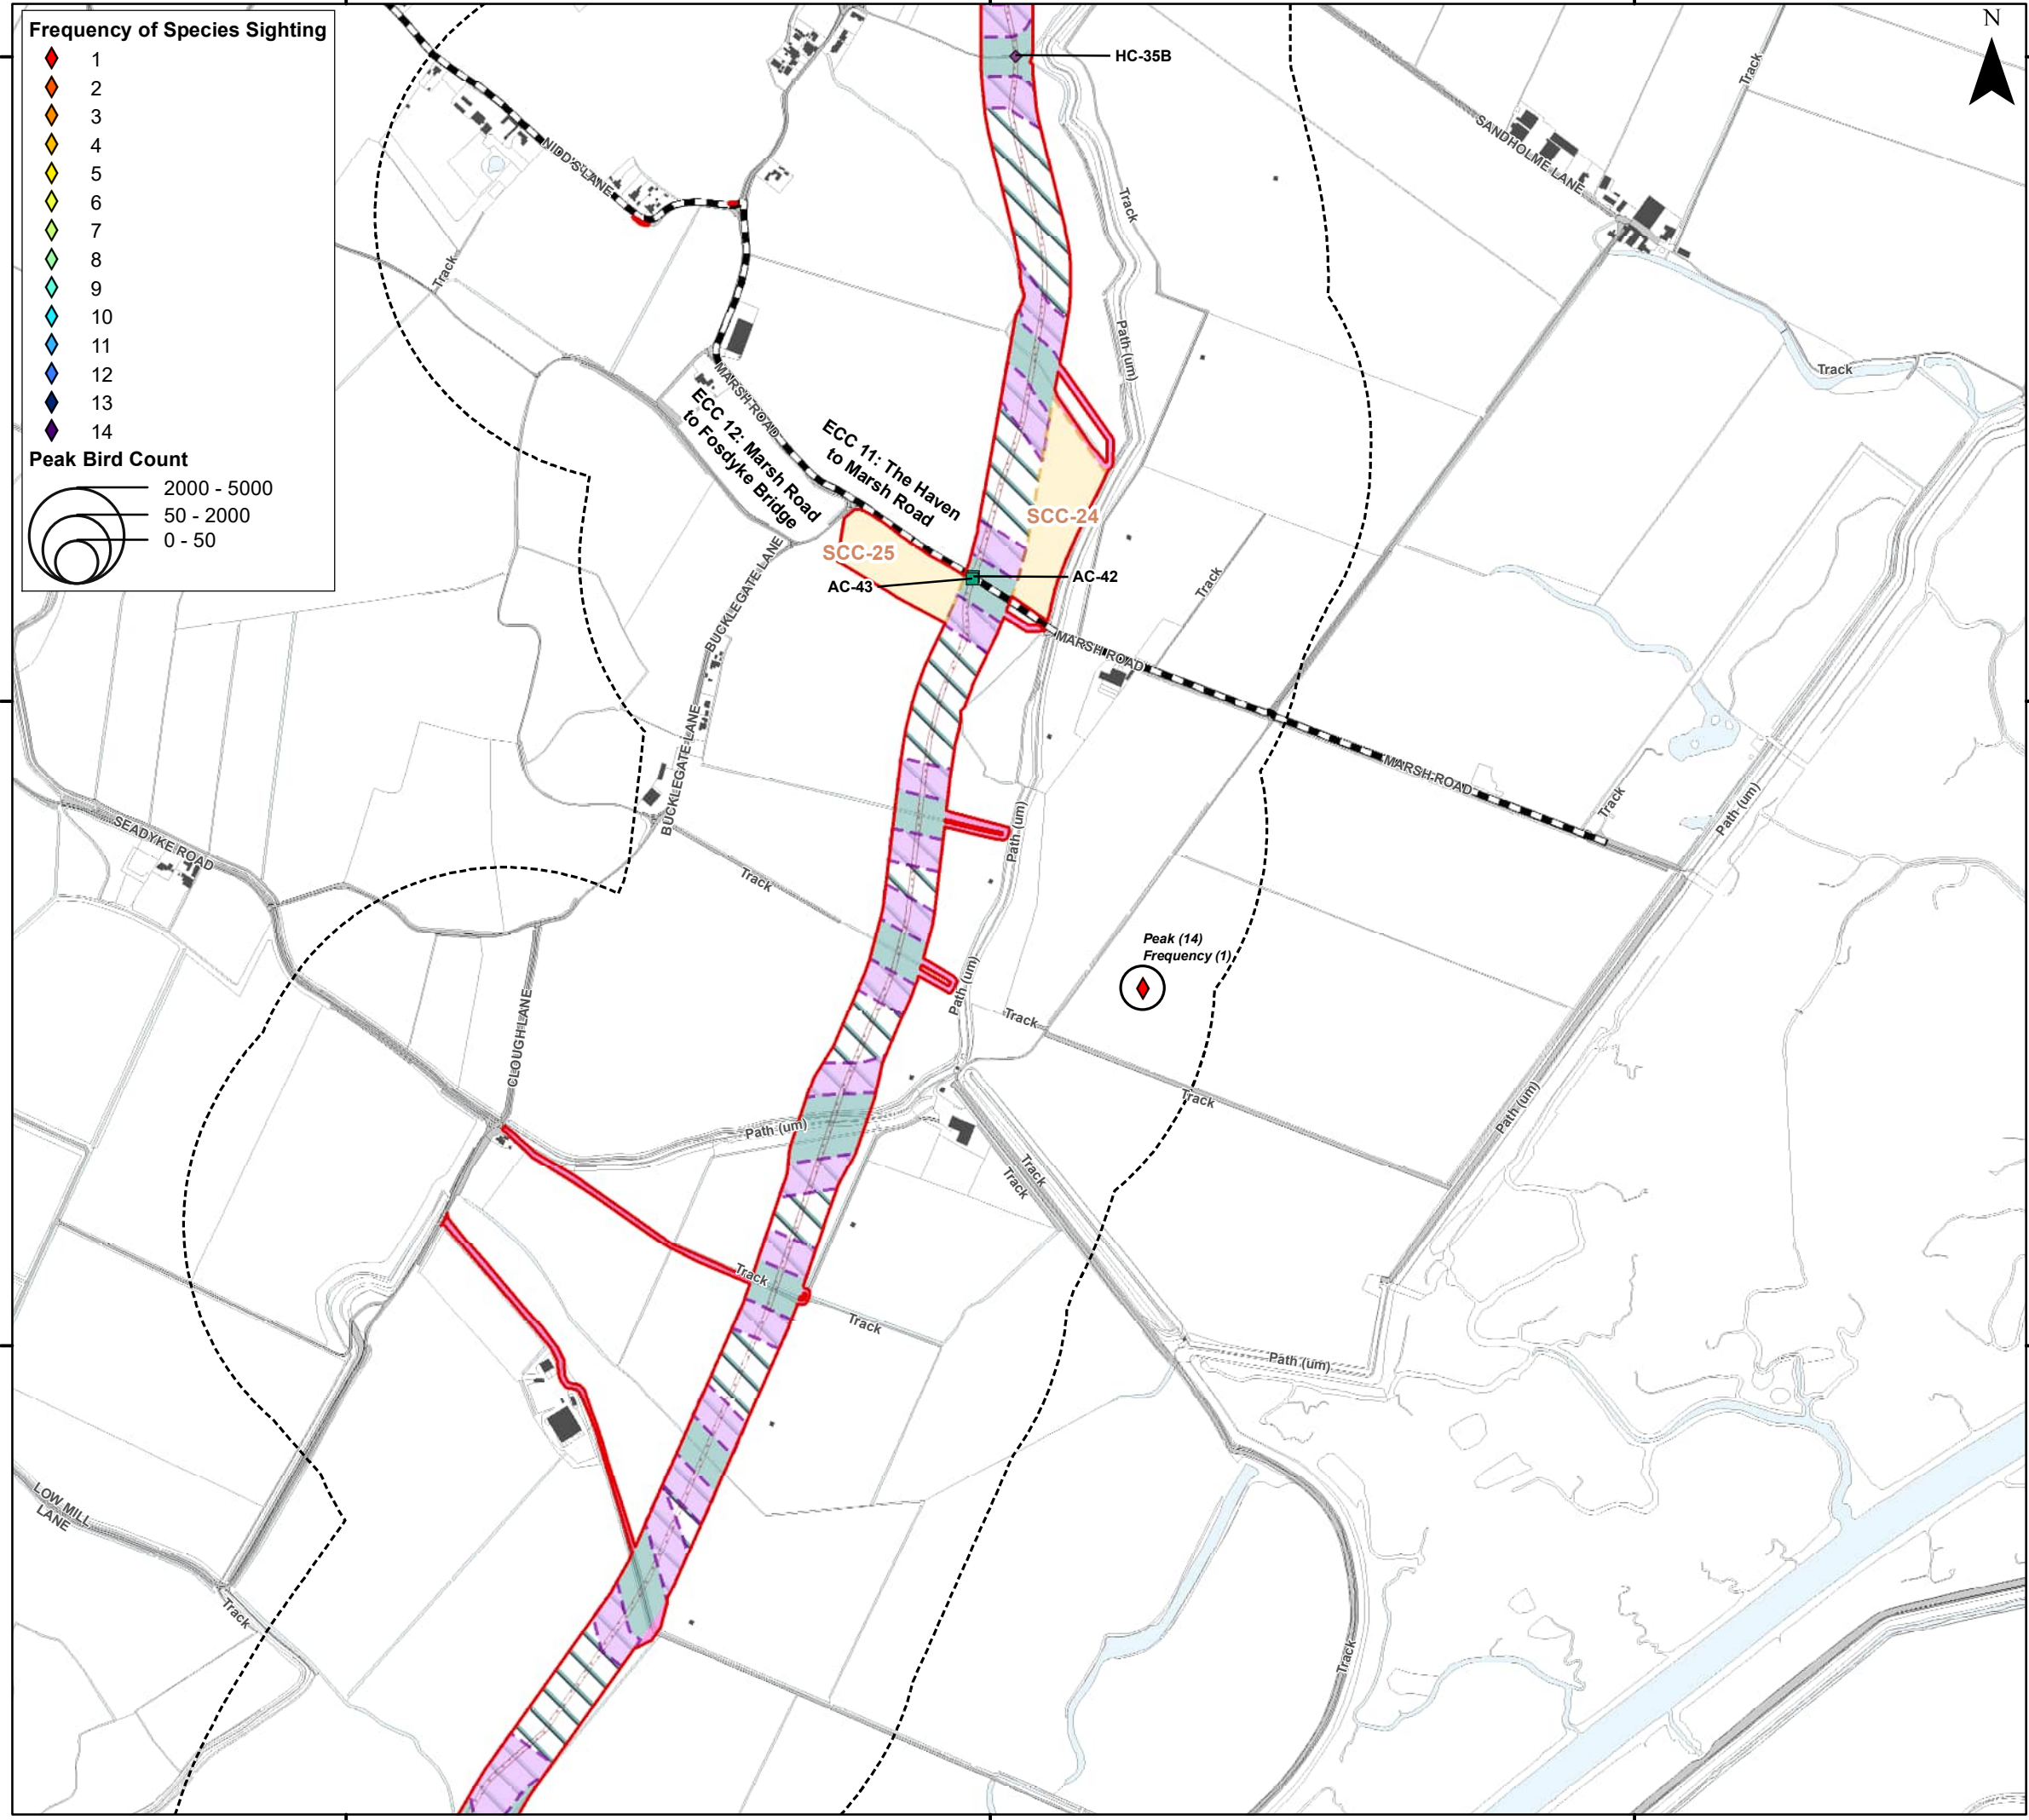 Frequency of Species Sighting
1
2
3
4
5
6
7
8
9
10
11
12
13
14
Peak Bird Count
2000 - 5000
50 - 2000
0 - 50
N
HC-35B
Track
SANDHOLME LANE
NIDD'S LANE
Track
Track
Path (um)
Track
MARSH ROAD
ECC 12: Marsh Road
to Fosdyke Bridge
ECC 11: The Haven
to Marsh Road
SCC-24
SCC-25
AC-43
AC-42
BUCKLEGATE LANE
Track
MARSH ROAD
BUCKLEGATE LANE
MARSH ROAD
Track
Path (um)
SEADYKE ROAD
Track
Path (um)
Peak (14)
Frequency (1)
Path (um)
Track
CLOUGH LANE
Track
Path (um)
Path (um)
Track
Track
Track
Track
Path (um)
LOW MILL
LANE
Track
Track